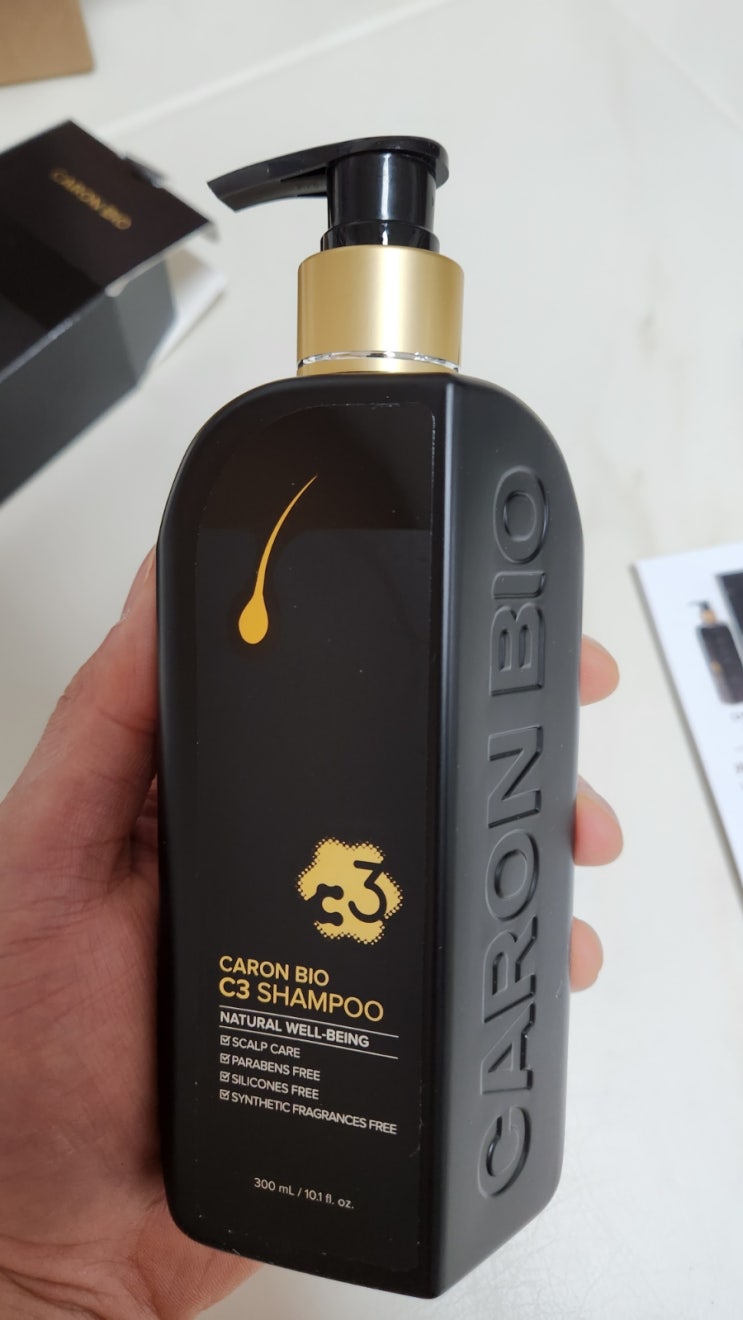 CARON BIO
c3
CARON BIO
C3 SHAMPOO
NATURAL WELL-BEING
SCALP CARE
PARABENS FREE
SILICONES FREE
SYNTHETIC FRAGRANCES FREE
300 mL / 10.1 fl. oz.
CARON BIO